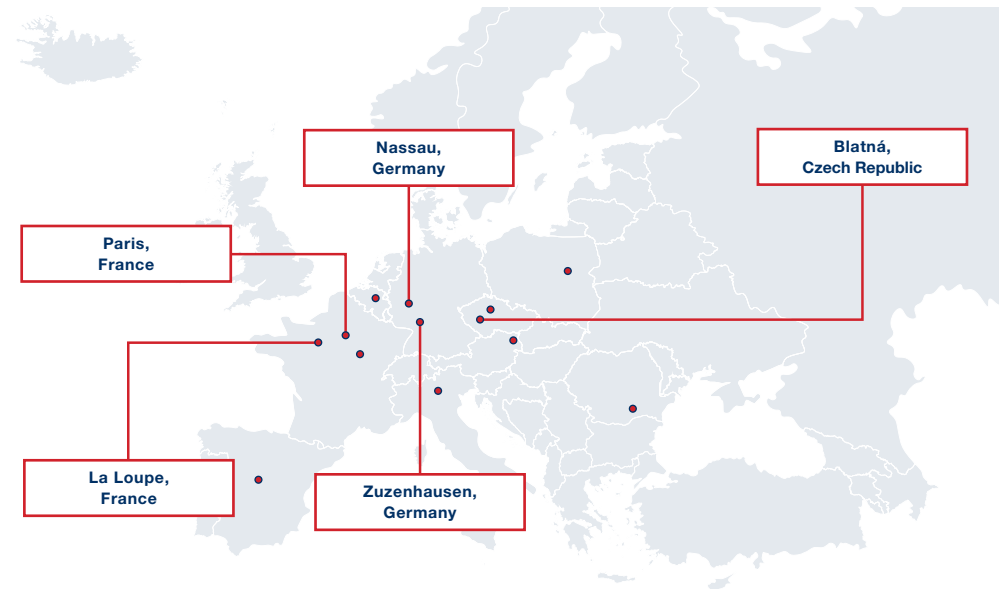 Nassau,
Germany
Blatná,
Czech Republic
Paris,
France
La Loupe,
France
Zuzenhausen,
Germany